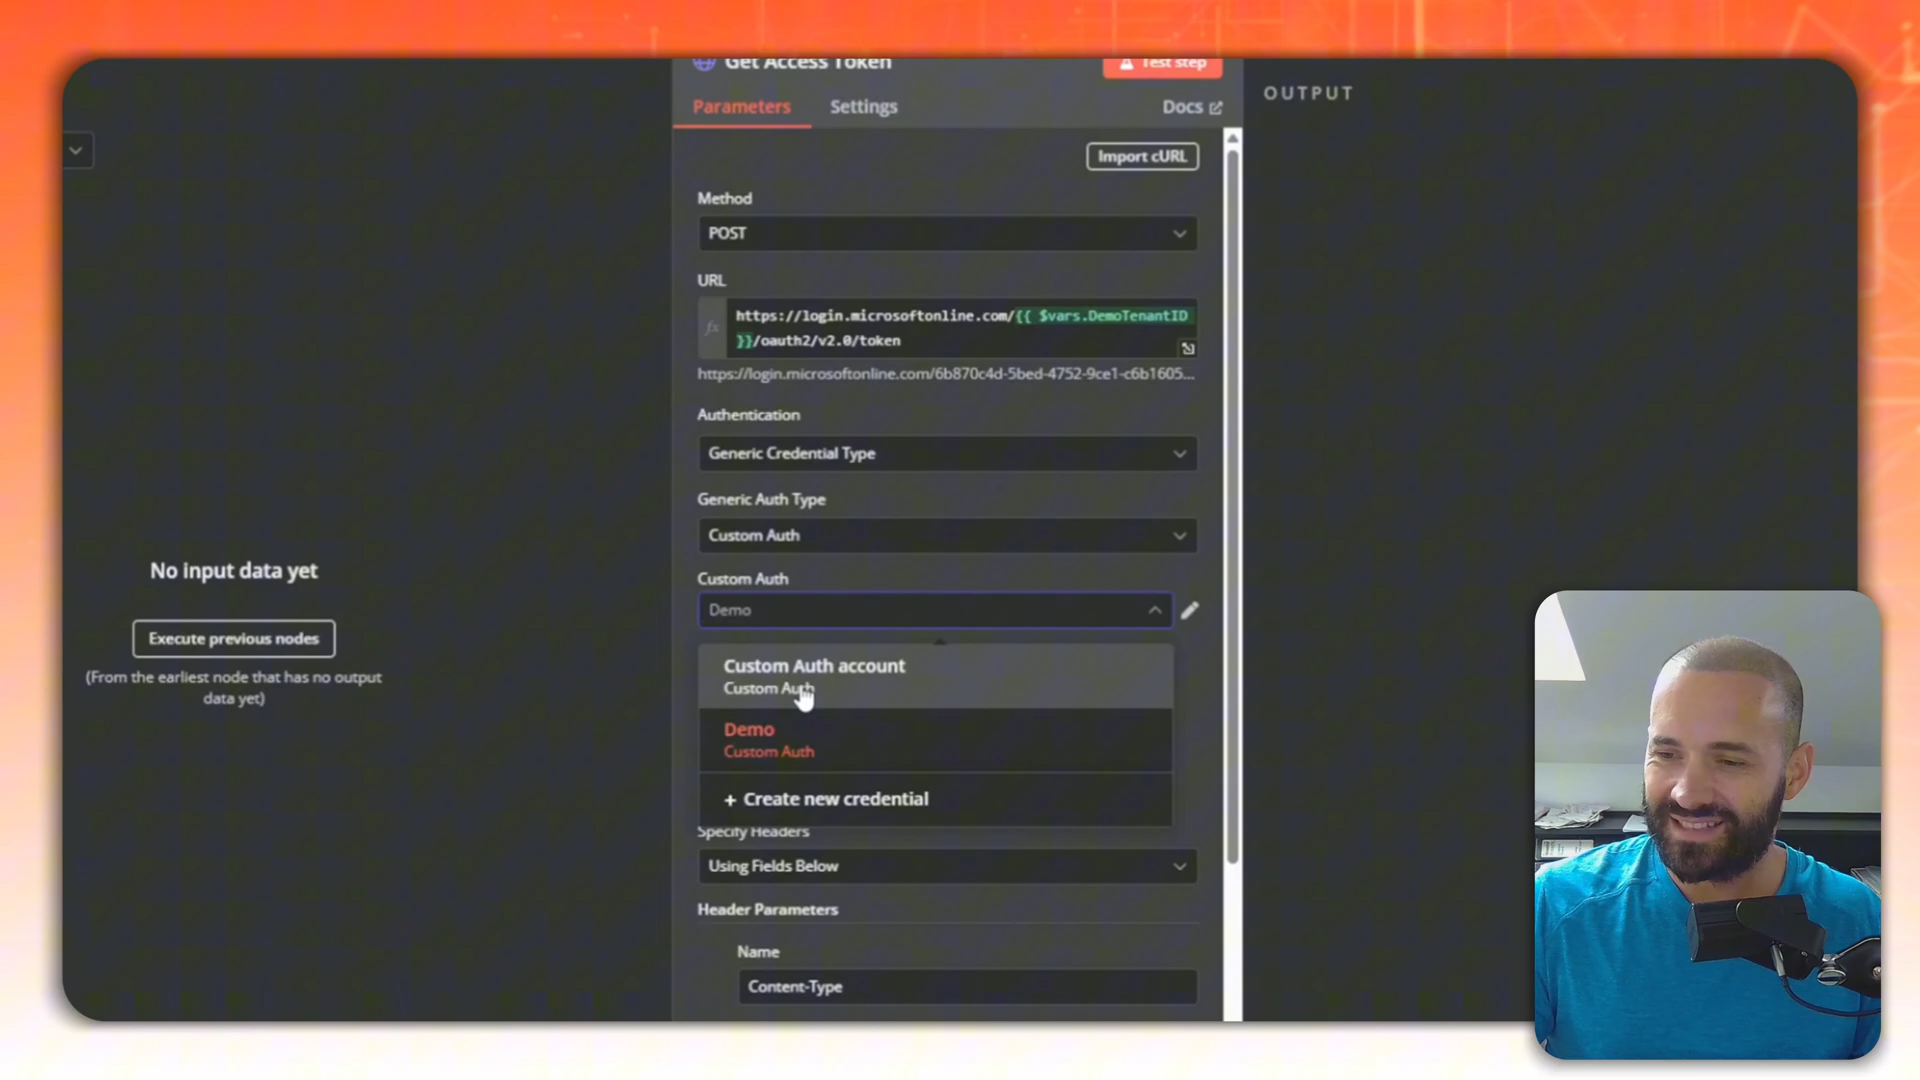 Get Access Token
Test step
Parameters
Settings
Docs
OUTPUT
Import cURL
Method
POST
URL
fx
https://login.microsoftonline.com/{{ $vars.DemoTenantID
}}/oauth2/v2.0/token
https://login.microsoftonline.com/6b870c4d-5bed-4752-9ce1-c6b1605...
Authentication
Generic Credential Type
Generic Auth Type
Custom Auth
Custom Auth
Demo
Custom Auth account
Custom Auth
Demo
Custom Auth
+ Create new credential
Specify Headers
Using Fields Below
Header Parameters
Name
Content-Type
No input data yet
Execute previous nodes
(From the earliest node that has no output
data yet)